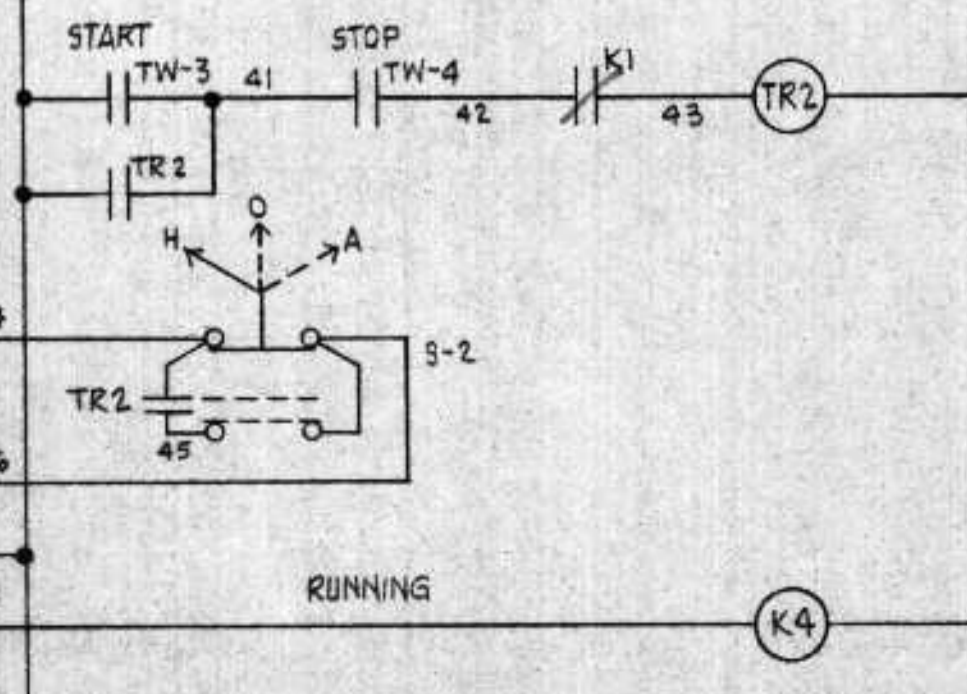 START STOP
TW-3 41 TW-4 K1
42 43 TR2
TR2
O
H A
S-2
TR2
45
RUNNING
K4